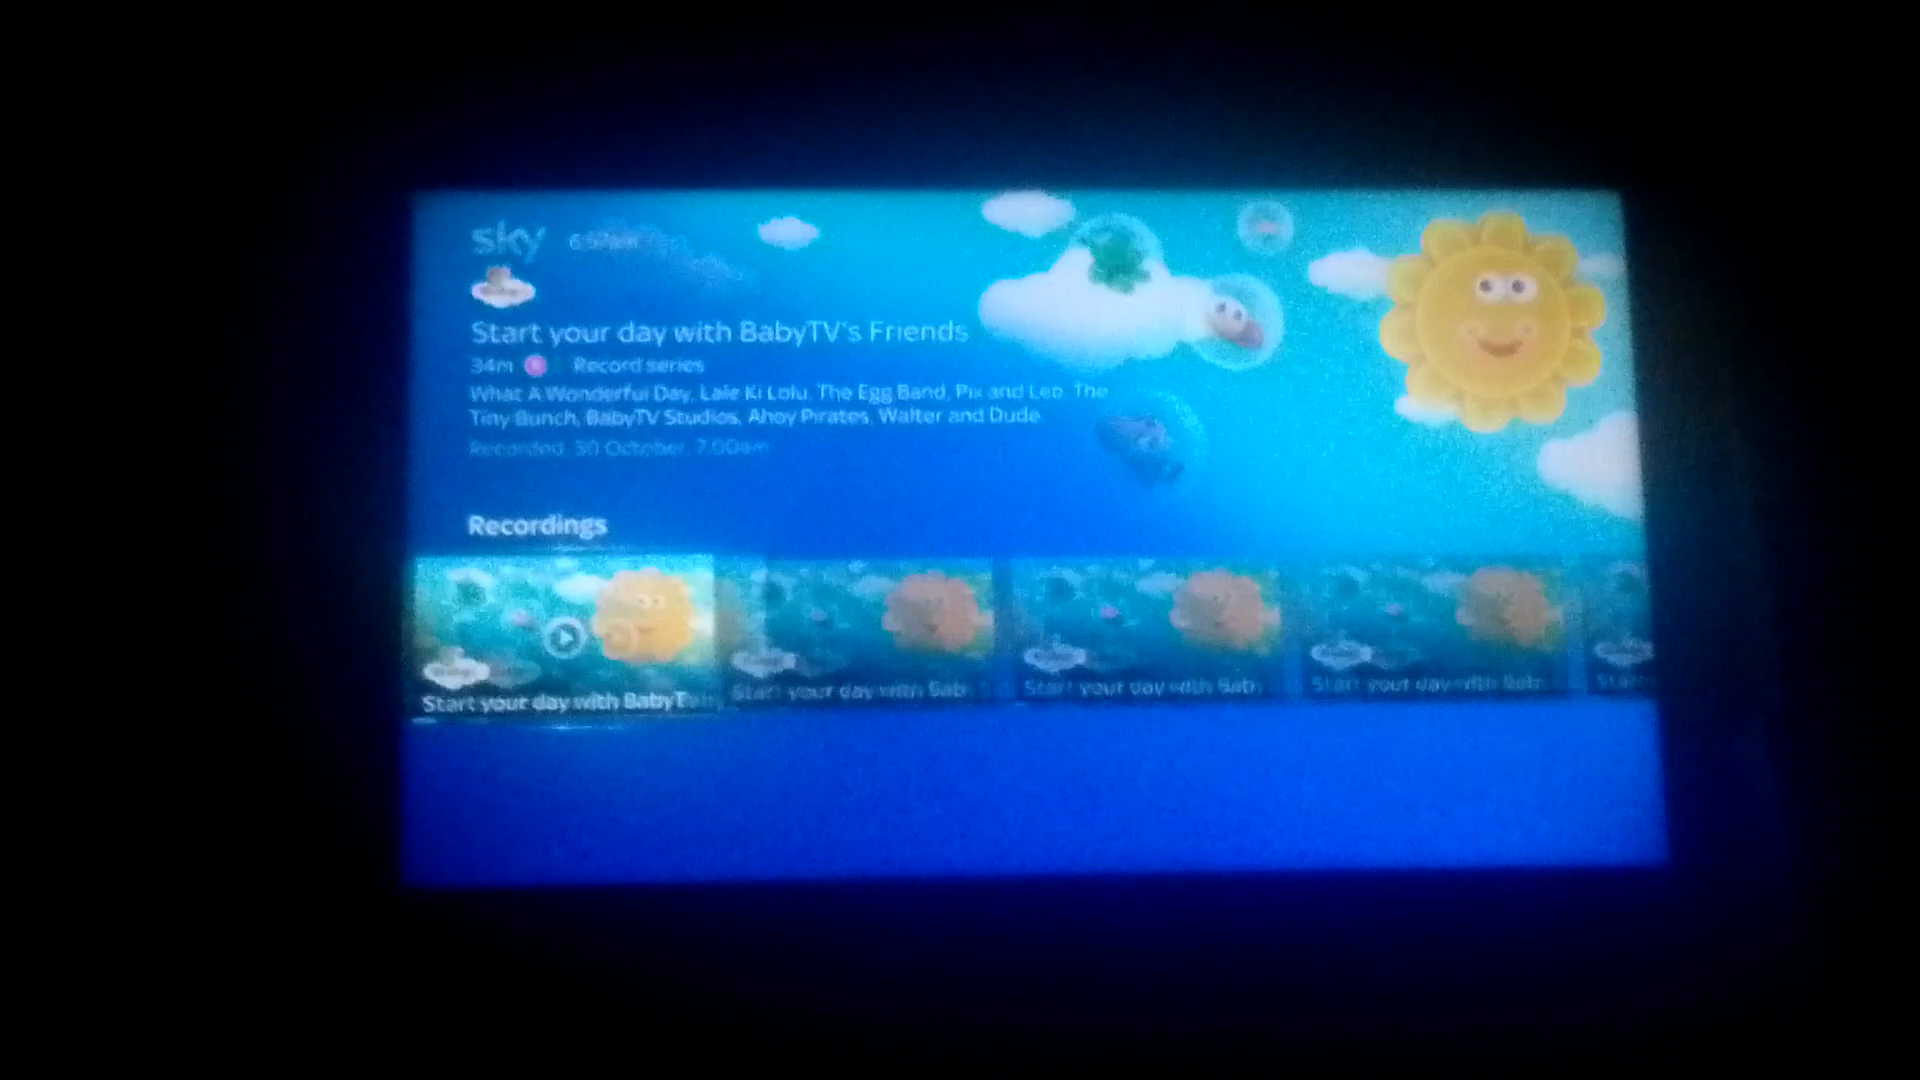 sky
Start your day with BabyTV's Friends
34m Record series
What A Wonderful Day, Lale Ki Lolu, The Egg Band, Pix and Leo, The
Tiny Bunch, BabyTV Studios, Ahoy Pirates, Walter and Dude
Recorded 30 October 7:00am
Recordings
Start your day with BabyT
Start your day with Bab
Start your day with Bab
Start your day with Bab
Start